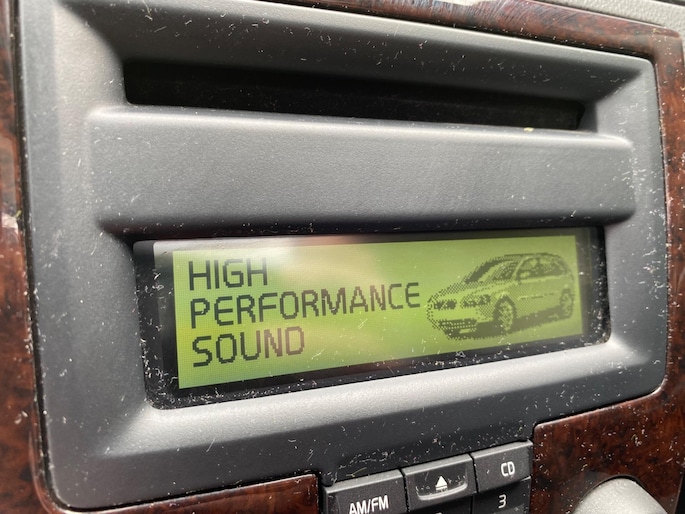 HIGH
PERFORMANCE
SOUND
AM/FM
CD
3